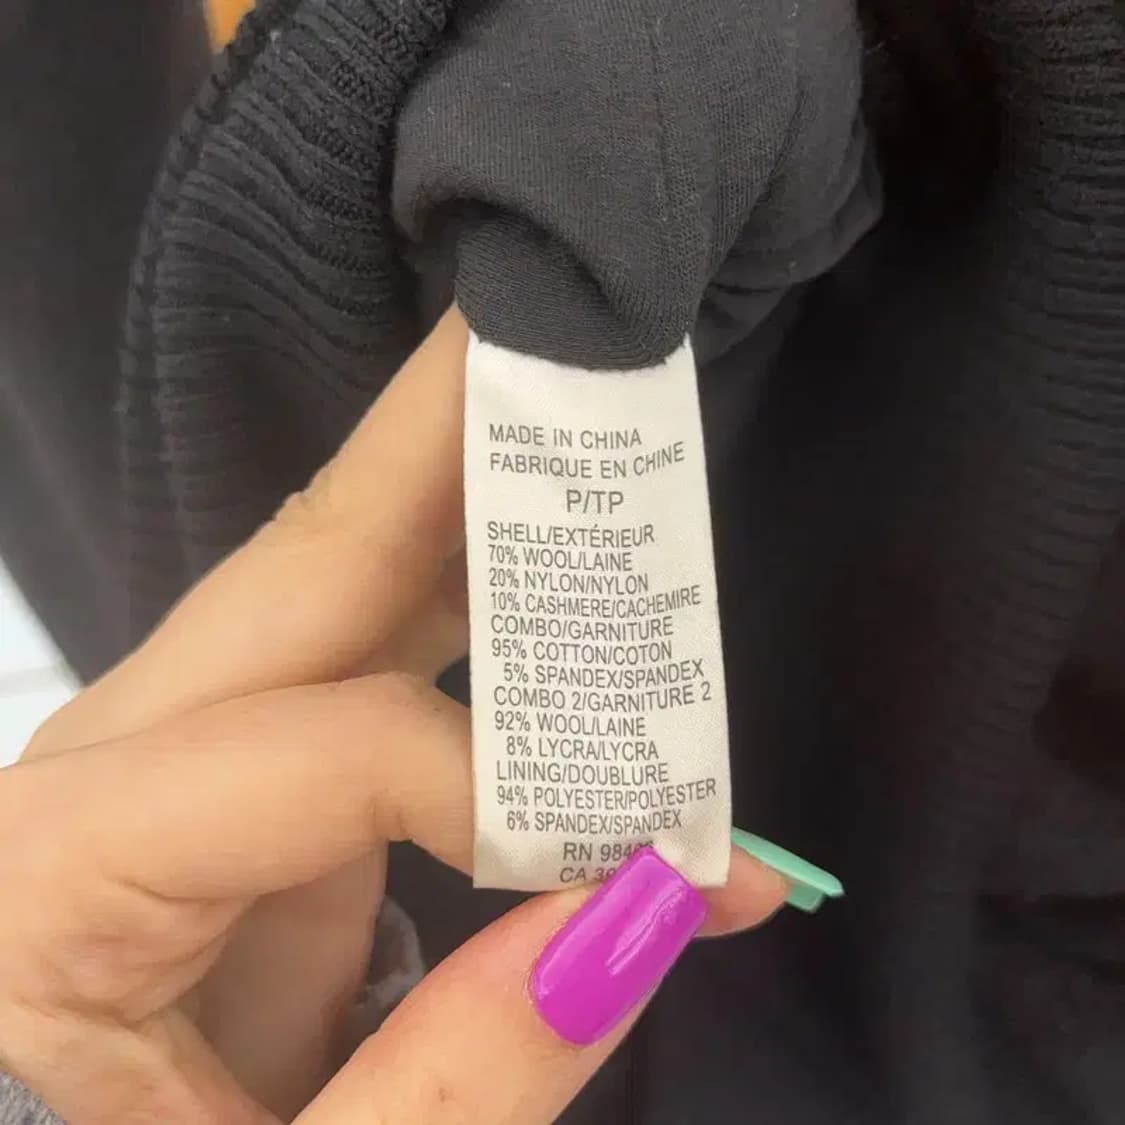 MADE IN CHINA
FABRIQUE EN CHINE
P/TP
SHELL/EXTÉRIEUR
70% WOOL/LAINE
20% NYLON/NYLON
10% CASHMERE/CACHEMIRE
COMBO/GARNITURE
95% COTTON/COTON
5% SPANDEX/SPANDEX
COMBO 2/GARNITURE 2
92% WOOL/LAINE
8% LYCRA/LYCRA
LINING/DOUBLURE
94% POLYESTER/POLYESTER
6% SPANDEX/SPANDEX
RN
CA